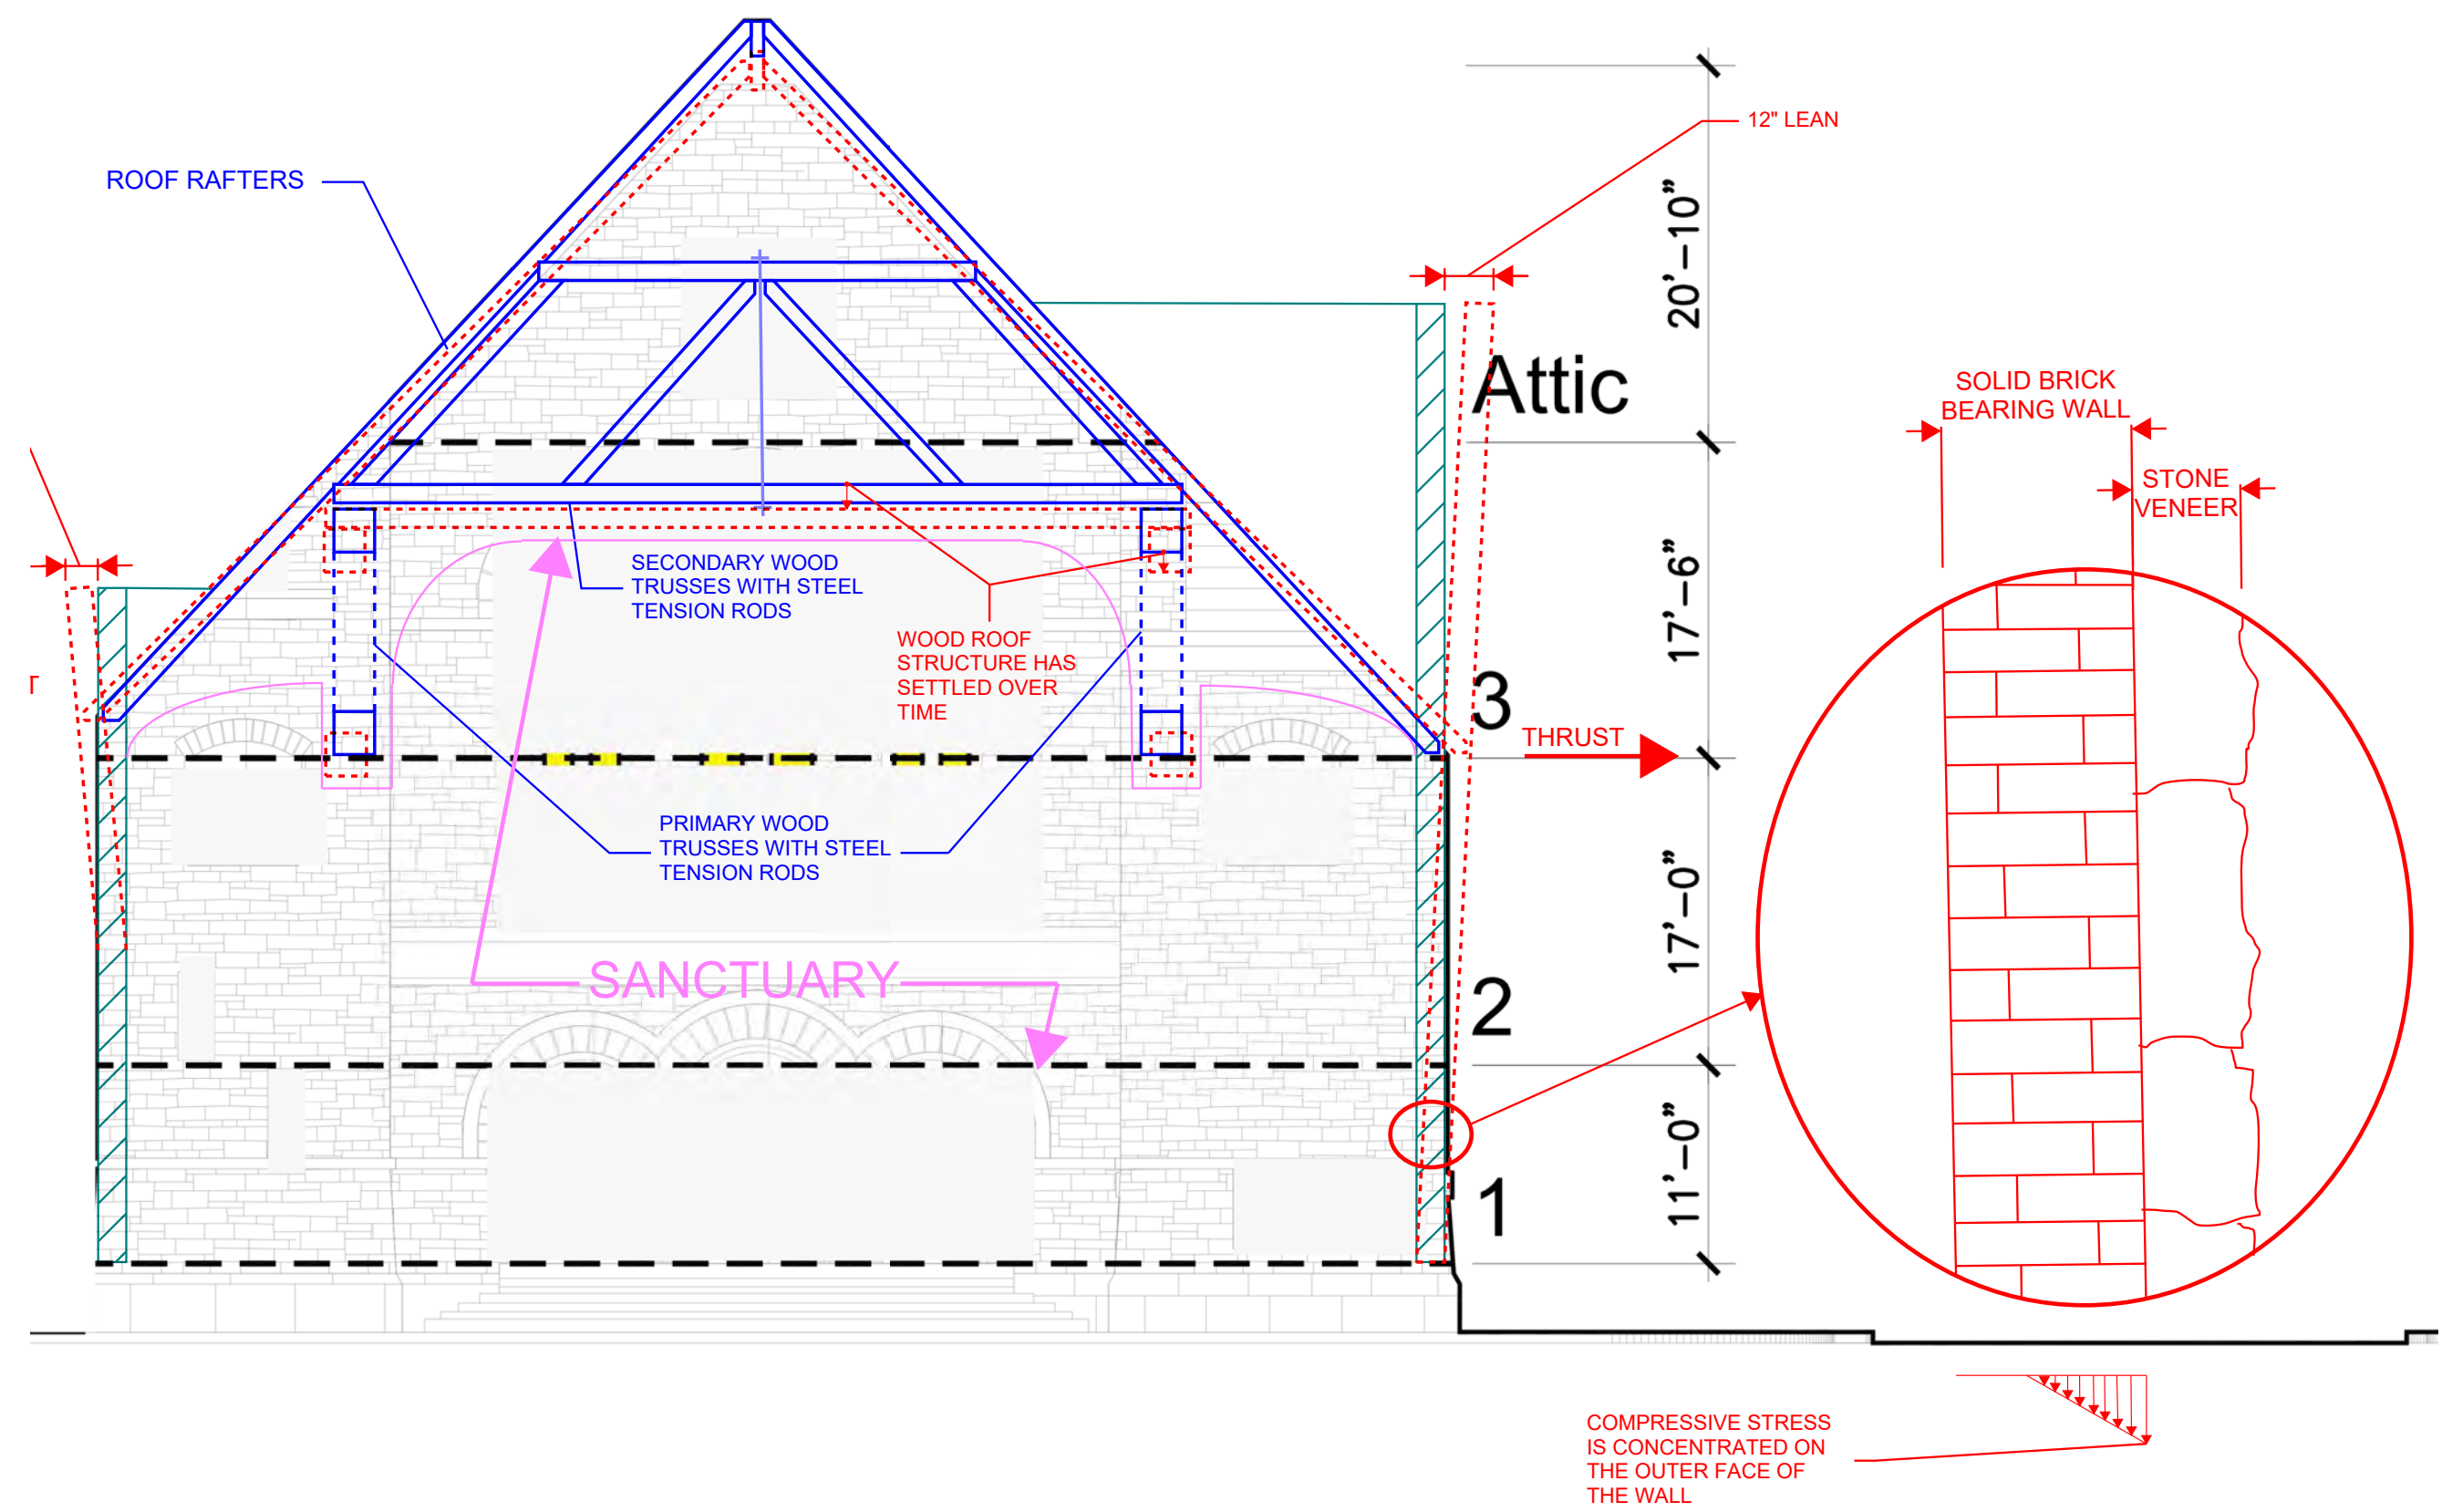 12" LEAN
ROOF RAFTERS
20'-10"
Attic
SOLID BRICK
BEARING WALL
STONE
VENEER
SECONDARY WOOD
TRUSSES WITH STEEL
TENSION RODS
17'-6"
WOOD ROOF
STRUCTURE HAS
SETTLED OVER
TIME
T
3
THRUST
PRIMARY WOOD
TRUSSES WITH STEEL
TENSION RODS
17'-0"
SANCTUARY
2
11'-0"
1
COMPRESSIVE STRESS
IS CONCENTRATED ON
THE OUTER FACE OF
THE WALL